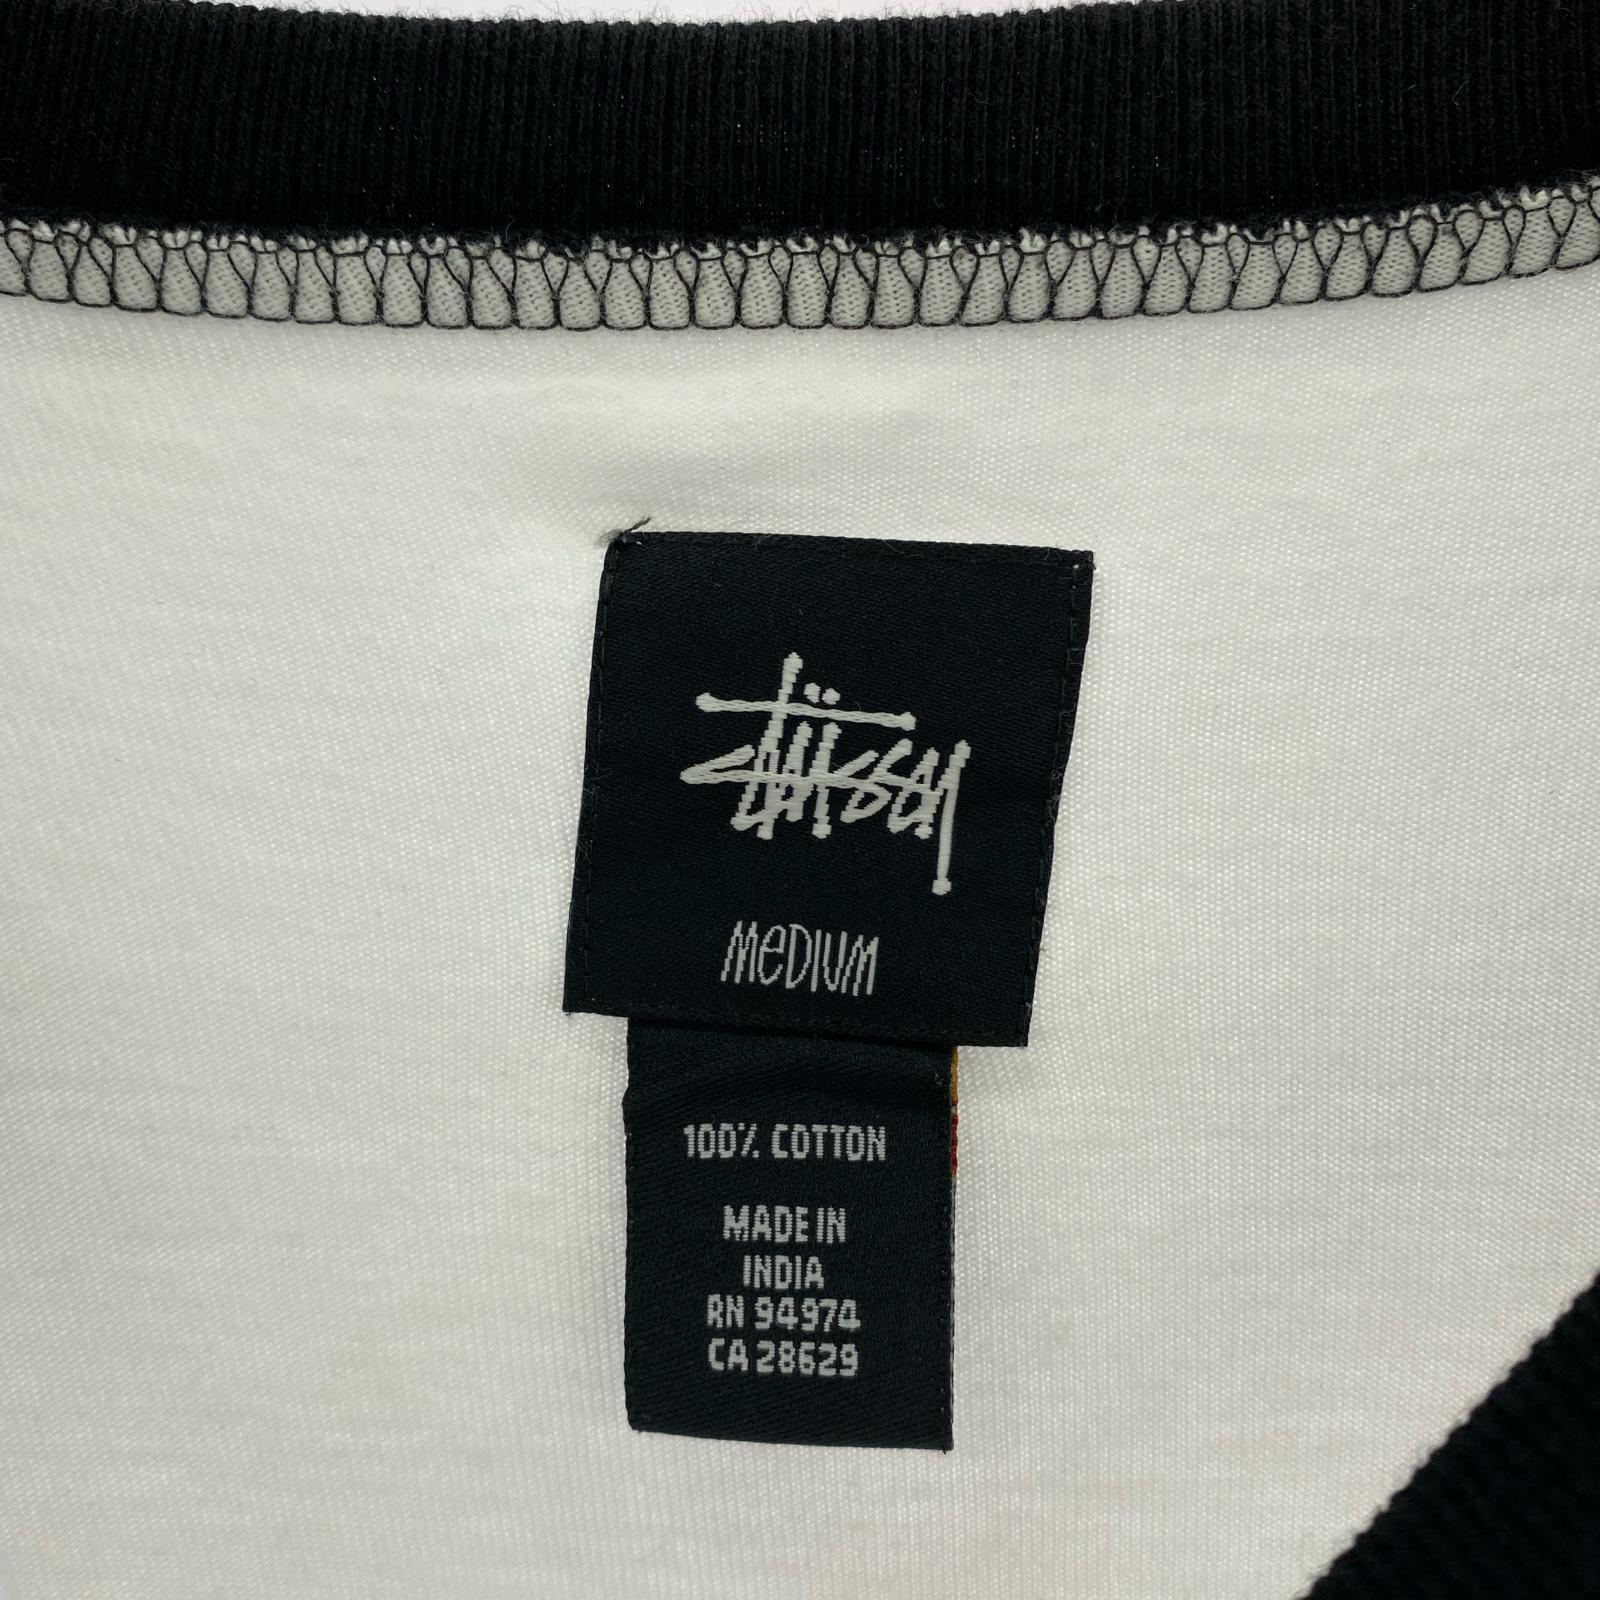 Stüssy
MEDIUM
100% COTTON
MADE IN
INDIA
RN 94974
CA 28629